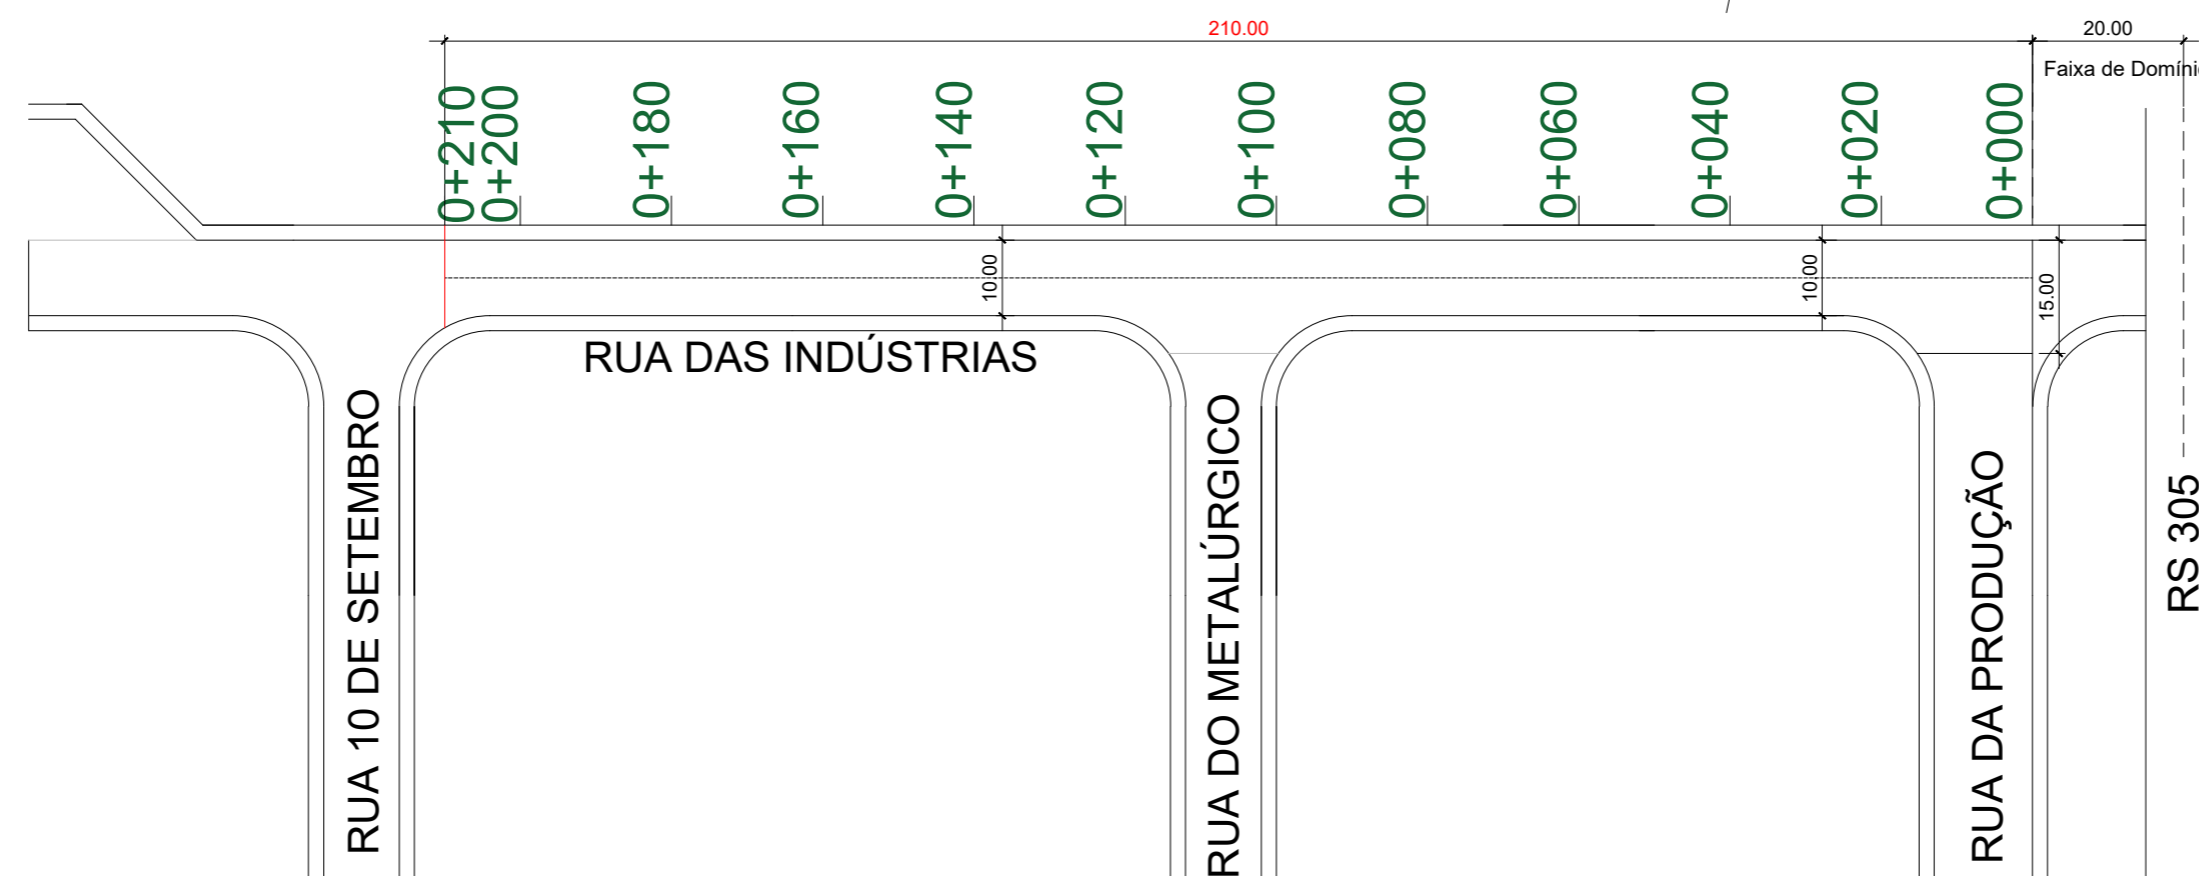 210.00
20.00
Faixa de Domíni
0+210
0+200
0+180
0+160
0+140
0+120
0+100
0+080
0+060
0+040
0+020
0+000
10.00
10.00
15.00
RUA DAS INDÚSTRIAS
RUA 10 DE SETEMBRO
RUA DO METALÚRGICO
RUA DA PRODUÇÃO
RS 305